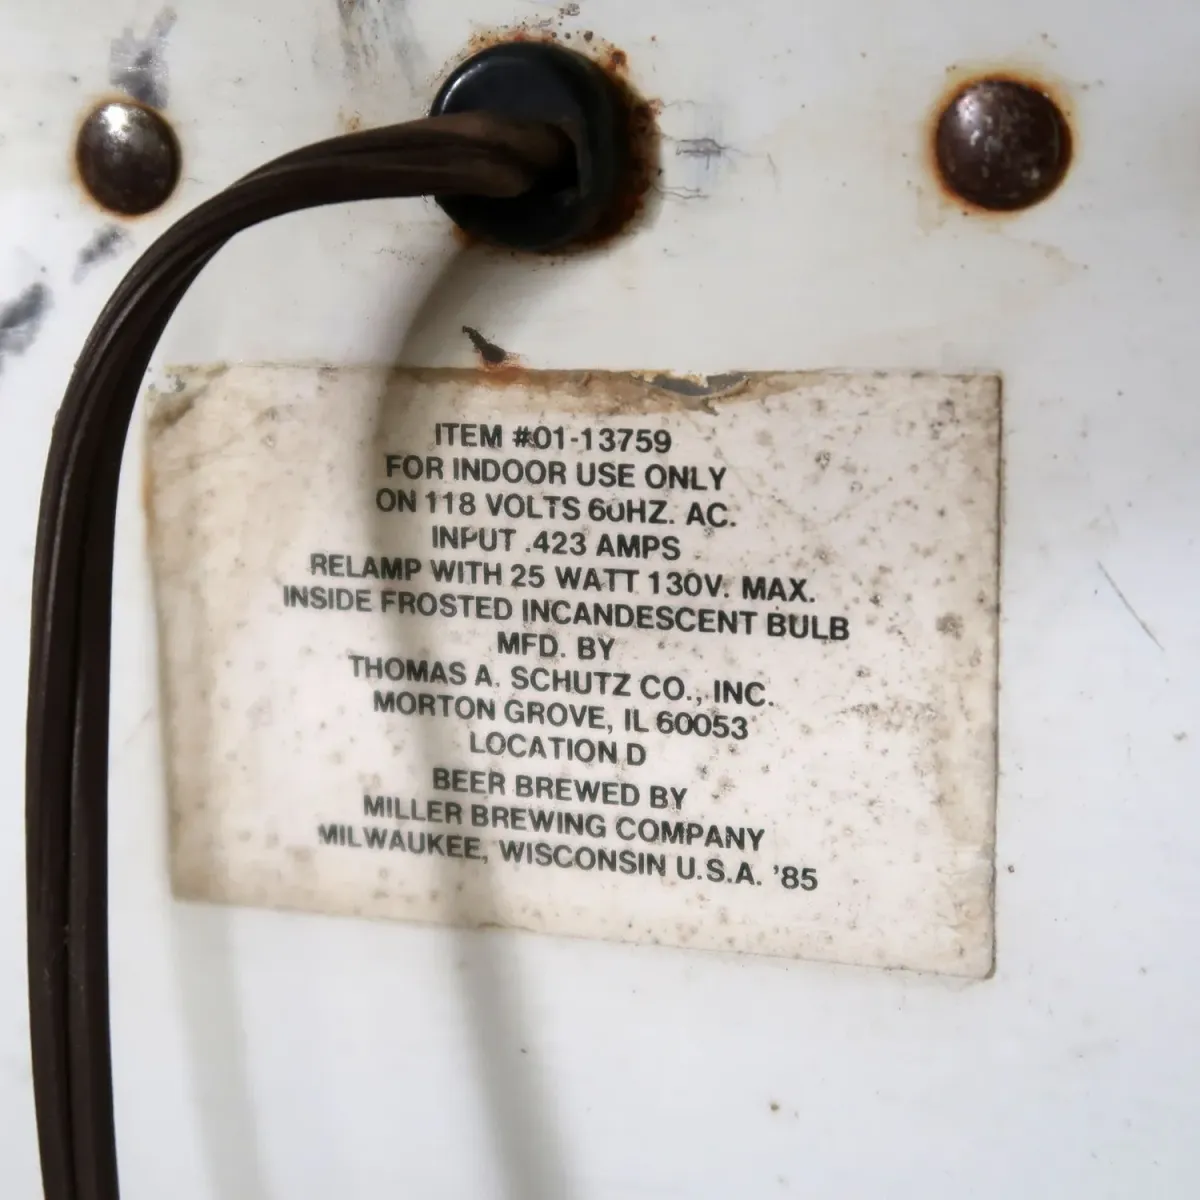 ITEM #01-13759
FOR INDOOR USE ONLY
ON 118 VOLTS 60HZ. AC.
INPUT .423 AMPS
RELAMP WITH 25 WATT 130V. MAX.
INSIDE FROSTED INCANDESCENT BULB
MFD. BY
THOMAS A. SCHUTZ CO., INC.
MORTON GROVE, IL 60053
LOCATION D
BEER BREWED BY
MILLER BREWING COMPANY
MILWAUKEE, WISCONSIN U.S.A. '85